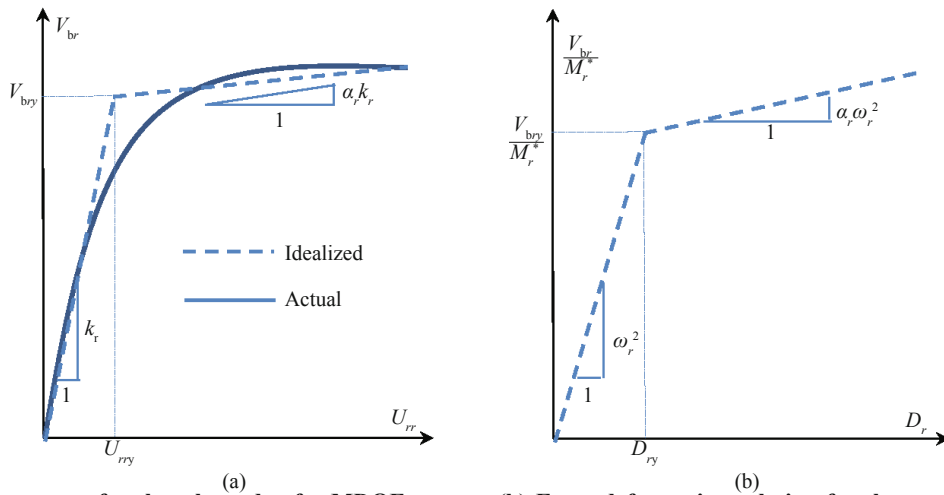 V_br
V_bry
α_r k_r
1
Idealized
Actual
k_r
1
U_rr
U_rry
(a)
V_br / M_r^*
V_bry / M_r^*
α_r ω_r^2
1
ω_r^2
1
D_r
D_ry
(b)